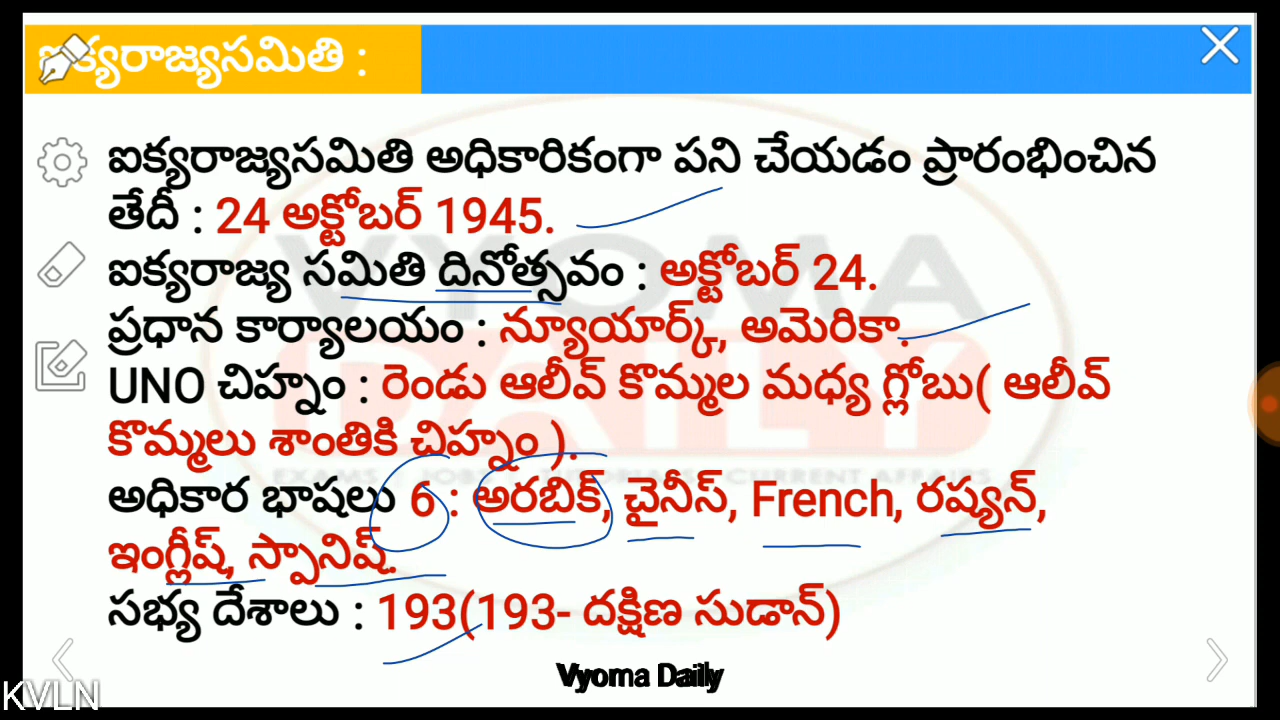 ఐక్యరాజ్యసమితి :
ఐక్యరాజ్యసమితి అధికారికంగా పని చేయడం ప్రారంభించిన
తేదీ : 24 అక్టోబర్ 1945.
ఐక్యరాజ్య సమితి దినోత్సవం : అక్టోబర్ 24.
ప్రధాన కార్యాలయం : న్యూయార్క్, అమెరికా.
UNO చిహ్నం : రెండు ఆలీవ్ కొమ్మల మధ్య గ్లోబు( ఆలీవ్
కొమ్మలు శాంతికి చిహ్నం ).
అధికార భాషలు 6 : అరబిక్, చైనీస్, French, రష్యన్,
ఇంగ్లీష్, స్పానిష్.
సభ్య దేశాలు : 193(193- దక్షిణ సుడాన్)
Vyoma Daily
KVLN
VYOMA
DAILY